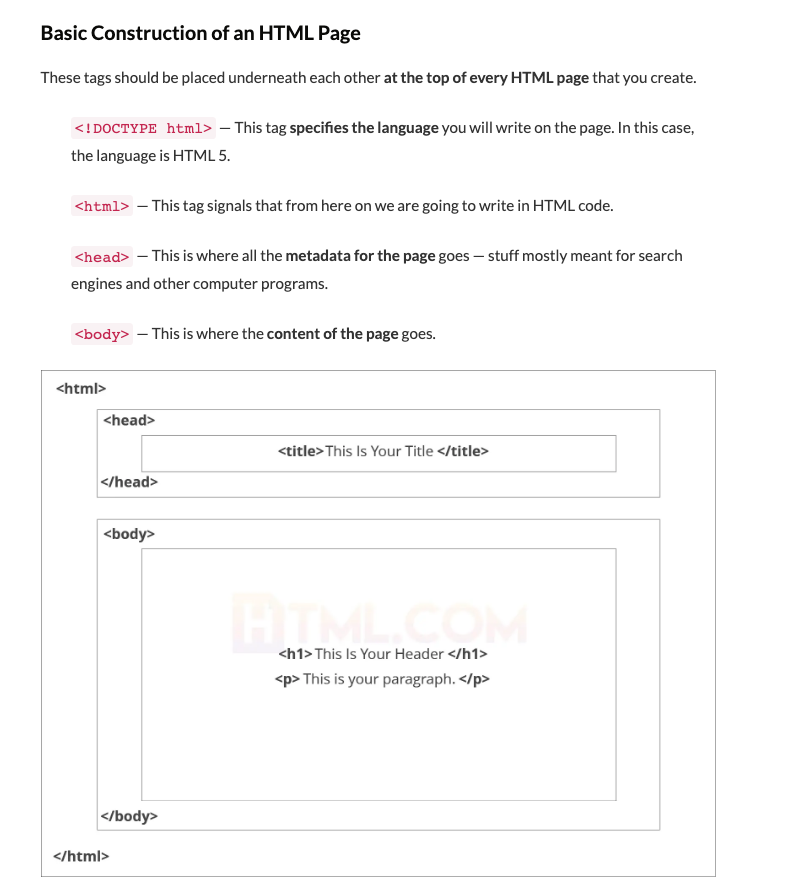 Basic Construction of an HTML Page
These tags should be placed underneath each other at the top of every HTML page that you create.
<!DOCTYPE html> — This tag specifies the language you will write on the page. In this case,
the language is HTML 5.
<html> — This tag signals that from here on we are going to write in HTML code.
<head> — This is where all the metadata for the page goes — stuff mostly meant for search
engines and other computer programs.
<body> — This is where the content of the page goes.
<html>
<head>
<title>This Is Your Title </title>
</head>
<body>
HTML.COM
<h1> This Is Your Header </h1>
<p> This is your paragraph. </p>
</body>
</html>